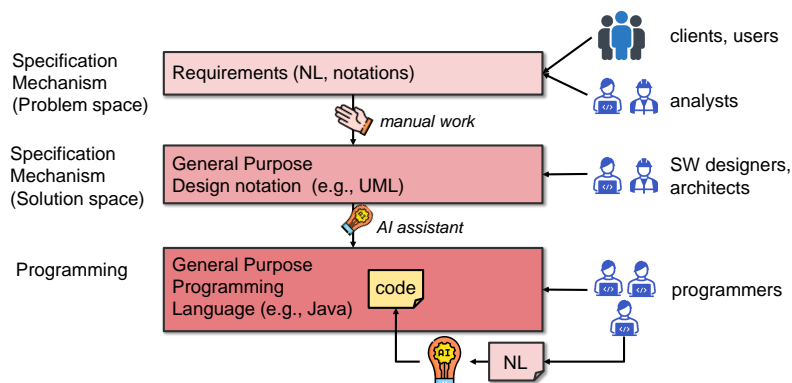 clients, users
Specification
Mechanism
(Problem space)
Requirements (NL, notations)
analysts
manual work
Specification
Mechanism
(Solution space)
General Purpose
Design notation (e.g., UML)
SW designers,
architects
AI
AI assistant
Programming
General Purpose
Programming
Language (e.g., Java)
code
programmers
AI
NL